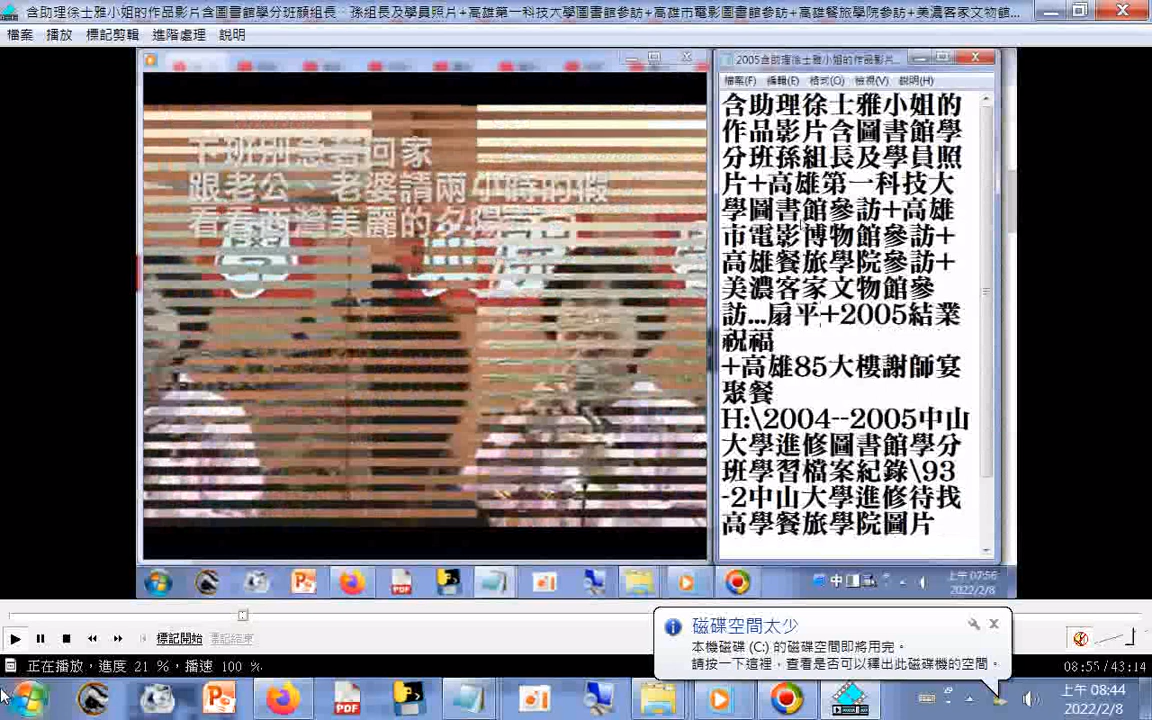 含助理徐士雅小姐的作品影片含圖書館學分班顏組長、孫組長及學員照片+高雄第一科技大學圖書館參訪+高雄市電影圖書館參訪+高雄餐旅學院參訪+美濃客家文物館...
檔案 播放 標記剪輯 進階處理 說明
下班別急著回家
跟老公、老婆請兩小時的假
看看西灣美麗的夕陽
2005含助理徐士雅小姐的作品影片...
檔案(F) 編輯(E) 格式(O) 檢視(V) 說明(H)
含助理徐士雅小姐的
作品影片含圖書館學
分班孫組長及學員照
片+高雄第一科技大
學圖書館參訪+高雄
市電影博物館參訪+
高雄餐旅學院參訪+
美濃客家文物館參
訪...扇平+2005結業
祝福
+高雄85大樓謝師宴
聚餐
H:\2004--2005中山
大學進修圖書館學分
班學習檔案紀錄\93
-2中山大學進修待找
高學餐旅學院圖片
中
上午 07:56
2022/2/8
標記開始 標記結束
磁碟空間太少
本機磁碟 (C:) 的磁碟空間即將用完。
請按一下這裡，查看是否可以釋出此磁碟機的空間。
正在播放，進度 21 %，播速 100 %.
08:55 / 43:14
上午 08:44
2022/2/8